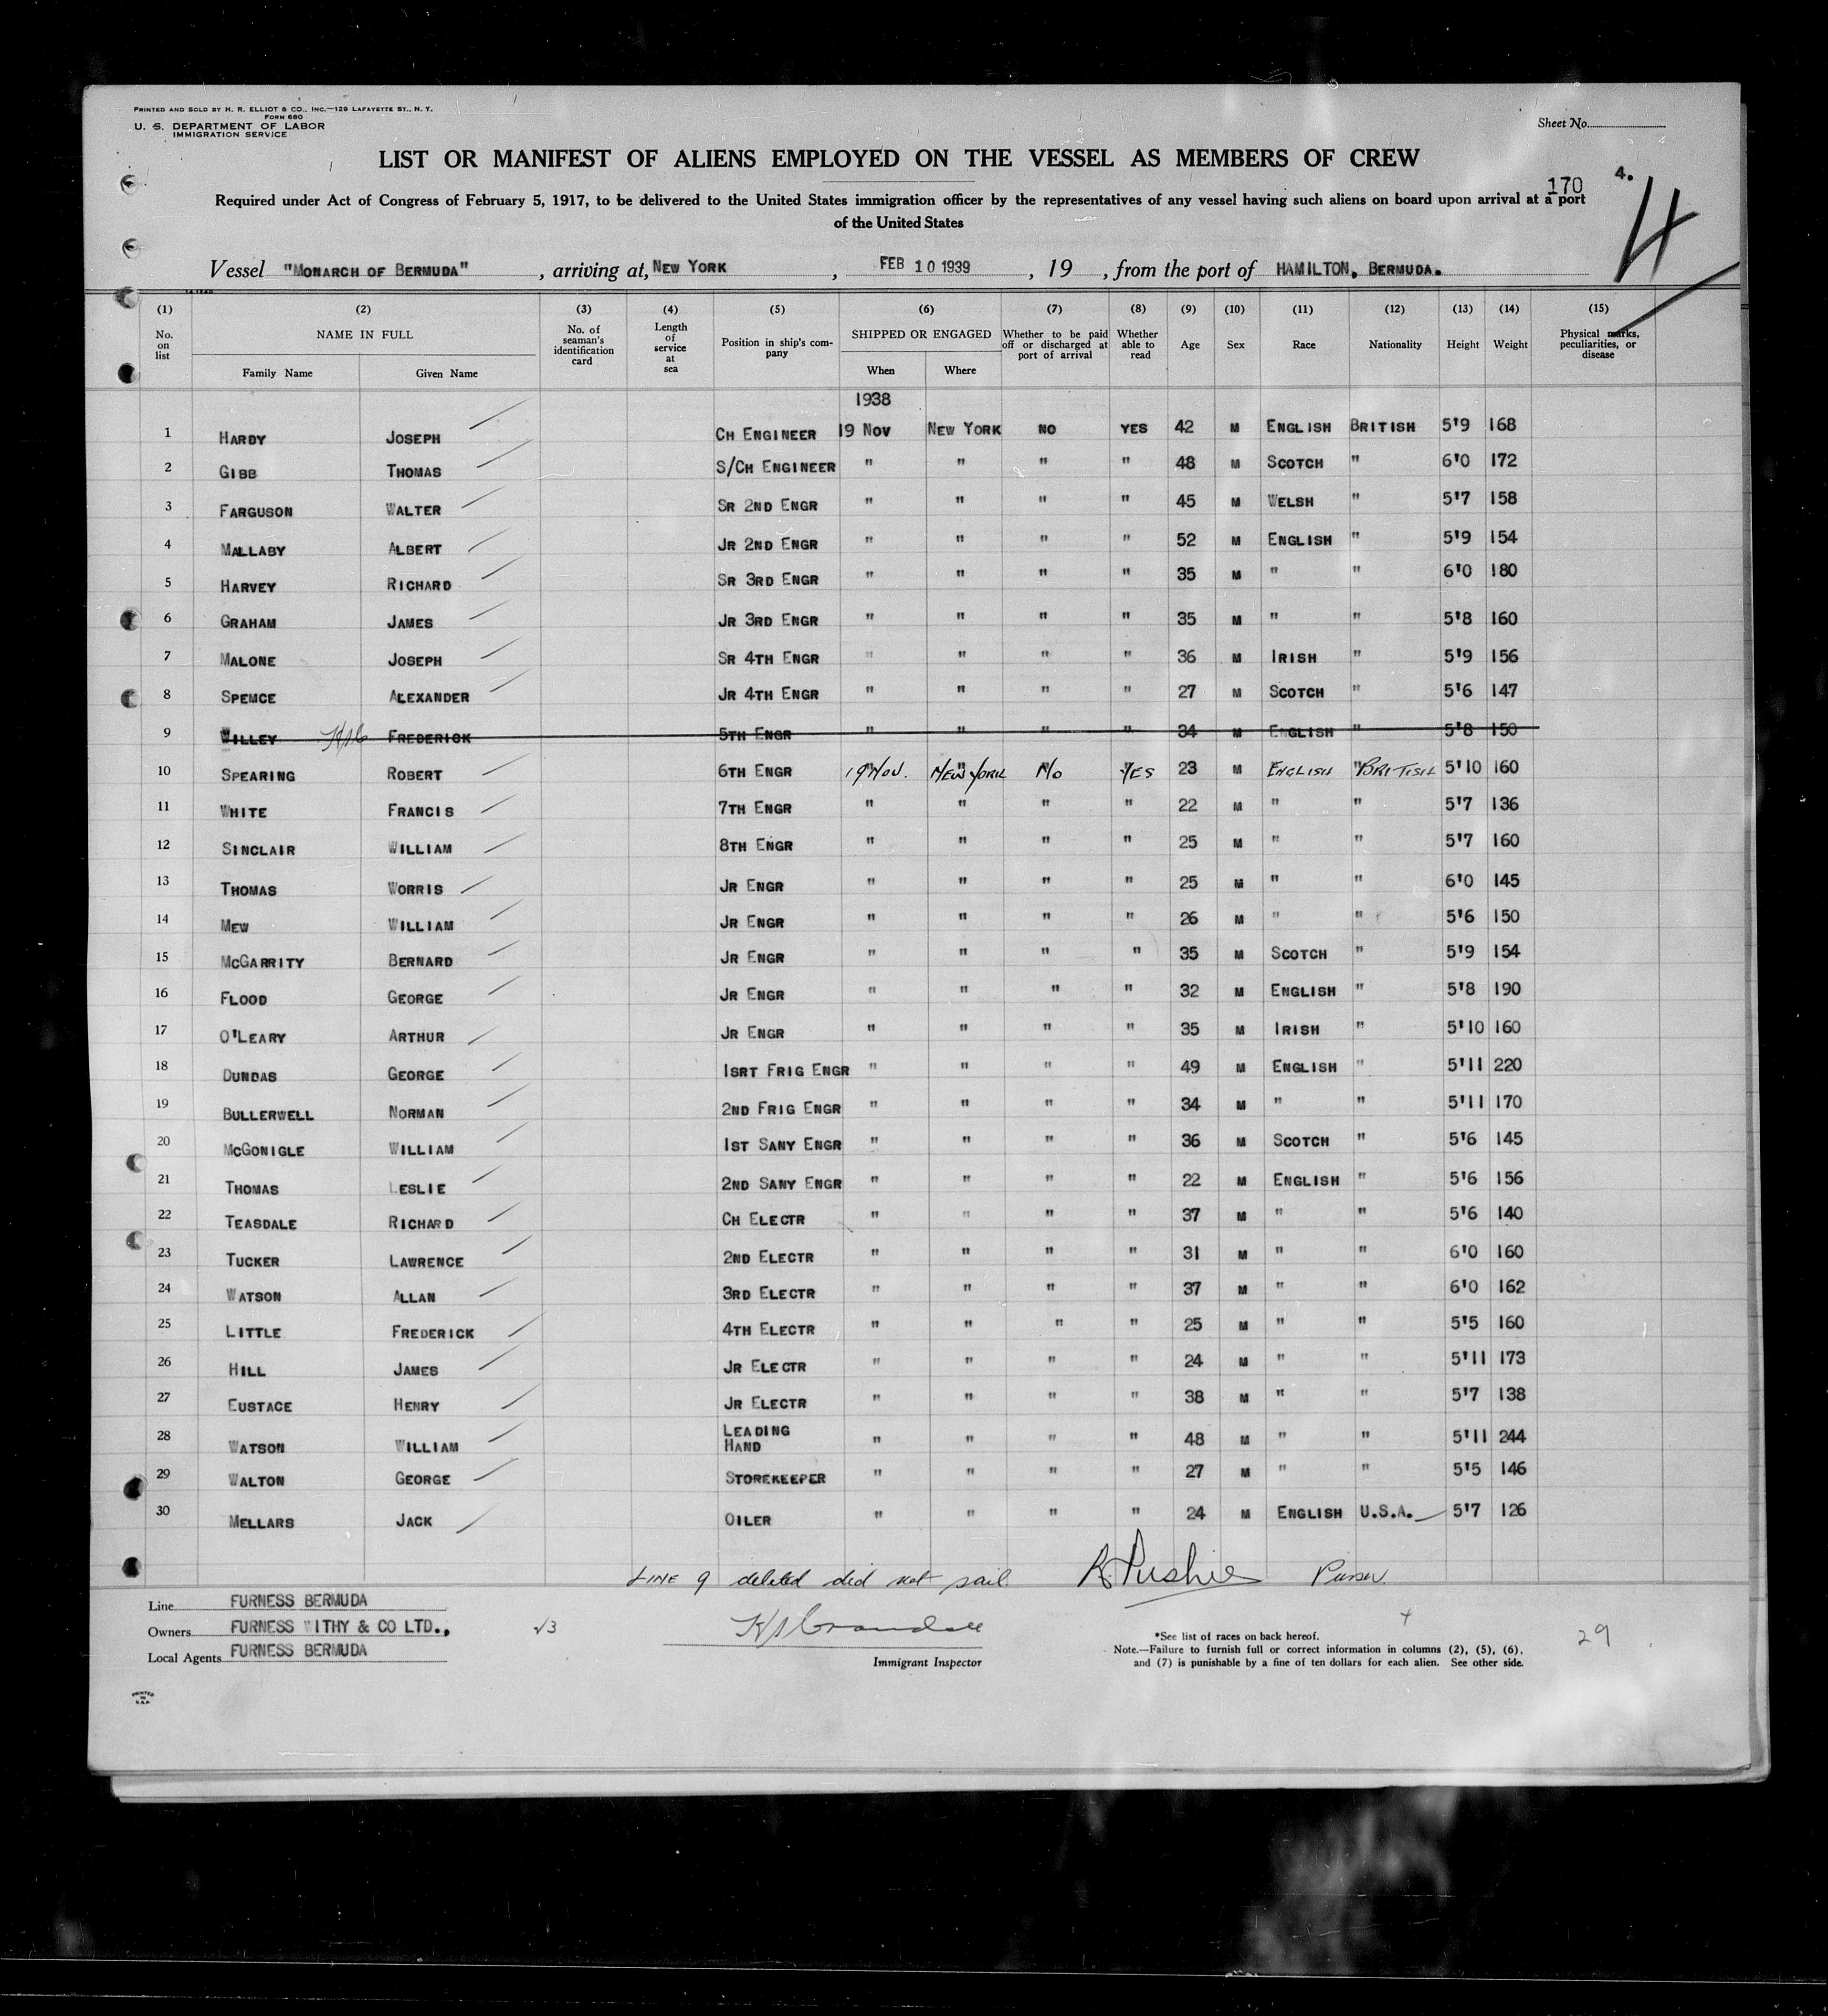 PRINTED AND SOLD BY H. R. ELLIOT & CO., INC.—129 LAFAYETTE ST., N. Y.
FORM 680
U. S. DEPARTMENT OF LABOR
IMMIGRATION SERVICE
Sheet No.
LIST OR MANIFEST OF ALIENS EMPLOYED ON THE VESSEL AS MEMBERS OF CREW
170 4. 4
Required under Act of Congress of February 5, 1917, to be delivered to the United States immigration officer by the representatives of any vessel having such aliens on board upon arrival at a port
of the United States
Vessel "MONARCH OF BERMUDA", arriving at, NEW YORK, FEB 10 1939, 19, from the port of HAMILTON, BERMUDA.
(1) (2) (3) (4) (5) (6) (7) (8) (9) (10) (11) (12) (13) (14) (15)
No. on list NAME IN FULL Family Name Given Name No. of seaman's identification card Length of service at sea Position in ship's company SHIPPED OR ENGAGED When Where Whether to be paid off or discharged at port of arrival Whether able to read Age Sex Race Nationality Height Weight Physical marks, peculiarities, or disease
1938
1 HARDY JOSEPH CH ENGINEER 19 NOV NEW YORK NO YES 42 M ENGLISH BRITISH 5'9 168
2 GIBB THOMAS S/CH ENGINEER " " " " 48 M SCOTCH " 6'0 172
3 FARGUSON WALTER SR 2ND ENGR " " " " 45 M WELSH " 5'7 158
4 MALLABY ALBERT JR 2ND ENGR " " " " 52 M ENGLISH " 5'9 154
5 HARVEY RICHARD SR 3RD ENGR " " " " 35 M " " 6'0 180
6 GRAHAM JAMES JR 3RD ENGR " " " " 35 M " " 5'8 160
7 MALONE JOSEPH SR 4TH ENGR " " " " 36 M IRISH " 5'9 156
8 SPEMCE ALEXANDER JR 4TH ENGR " " " " 27 M SCOTCH " 5'6 147
9 WILLEY FREDERICK 5TH ENGR " " " " 34 M ENGLISH " 5'8 150
10 SPEARING ROBERT 6TH ENGR 19 Nov. NEW YORK No YES 23 M ENGLISH BRITISH 5'10 160
11 WHITE FRANCIS 7TH ENGR " " " " 22 M " " 5'7 136
12 SINCLAIR WILLIAM 8TH ENGR " " " " 25 M " " 5'7 160
13 THOMAS WORRIS JR ENGR " " " " 25 M " " 6'0 145
14 MEW WILLIAM JR ENGR " " " " 26 M " " 5'6 150
15 MCGARRITY BERNARD JR ENGR " " " " 35 M SCOTCH " 5'9 154
16 FLOOD GEORGE JR ENGR " " " " 32 M ENGLISH " 5'8 190
17 O'LEARY ARTHUR JR ENGR " " " " 35 M IRISH " 5'10 160
18 DUNDAS GEORGE 1SRT FRIG ENGR " " " " 49 M ENGLISH " 5'11 220
19 BULLERWELL NORMAN 2ND FRIG ENGR " " " " 34 M " " 5'11 170
20 MCGONIGLE WILLIAM 1ST SANY ENGR " " " " 36 M SCOTCH " 5'6 145
21 THOMAS LESLIE 2ND SANY ENGR " " " " 22 M ENGLISH " 5'6 156
22 TEASDALE RICHARD CH ELECTR " " " " 37 M " " 5'6 140
23 TUCKER LAWRENCE 2ND ELECTR " " " " 31 M " " 6'0 160
24 WATSON ALLAN 3RD ELECTR " " " " 37 M " " 6'0 162
25 LITTLE FREDERICK 4TH ELECTR " " " " 25 M " " 5'5 160
26 HILL JAMES JR ELECTR " " " " 24 M " " 5'11 173
27 EUSTACE HENRY JR ELECTR " " " " 38 M " " 5'7 138
28 WATSON WILLIAM LEADING HAND " " " " 48 M " " 5'11 244
29 WALTON GEORGE STOREKEEPER " " " " 27 M " " 5'5 146
30 MELLARS JACK OILER " " " " 24 M ENGLISH U.S.A. 5'7 126
LINE 9 deleted did not sail R. Pushie Purser
Line FURNESS BERMUDA
Owners FURNESS WITHY & CO LTD.,
Local Agents FURNESS BERMUDA
Immigrant Inspector
*See list of races on back hereof.
Note.—Failure to furnish full or correct information in columns (2), (5), (6),
and (7) is punishable by a fine of ten dollars for each alien. See other side.
29
PRINTED
IN
U.S.A.